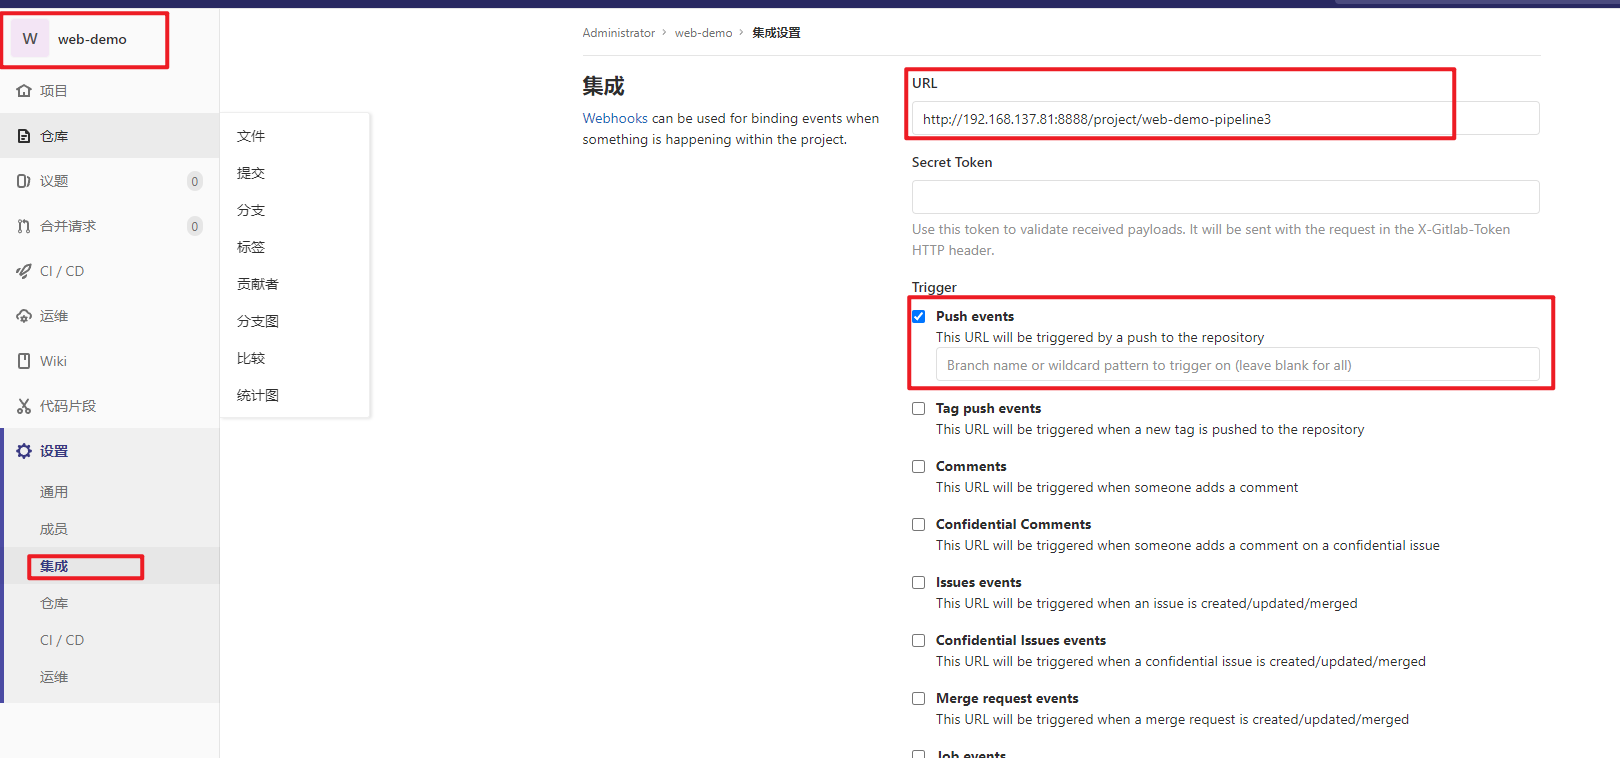 W web-demo
项目
仓库
议题 0
合并请求 0
CI / CD
运维
Wiki
代码片段
设置
通用
成员
集成
仓库
CI / CD
运维
文件
提交
分支
标签
贡献者
分支图
比较
统计图
Administrator › web-demo › 集成设置
集成
Webhooks can be used for binding events when
something is happening within the project.
URL
http://192.168.137.81:8888/project/web-demo-pipeline3
Secret Token
Use this token to validate received payloads. It will be sent with the request in the X-Gitlab-Token
HTTP header.
Trigger
Push events
This URL will be triggered by a push to the repository
Branch name or wildcard pattern to trigger on (leave blank for all)
Tag push events
This URL will be triggered when a new tag is pushed to the repository
Comments
This URL will be triggered when someone adds a comment
Confidential Comments
This URL will be triggered when someone adds a comment on a confidential issue
Issues events
This URL will be triggered when an issue is created/updated/merged
Confidential Issues events
This URL will be triggered when a confidential issue is created/updated/merged
Merge request events
This URL will be triggered when a merge request is created/updated/merged
Job events